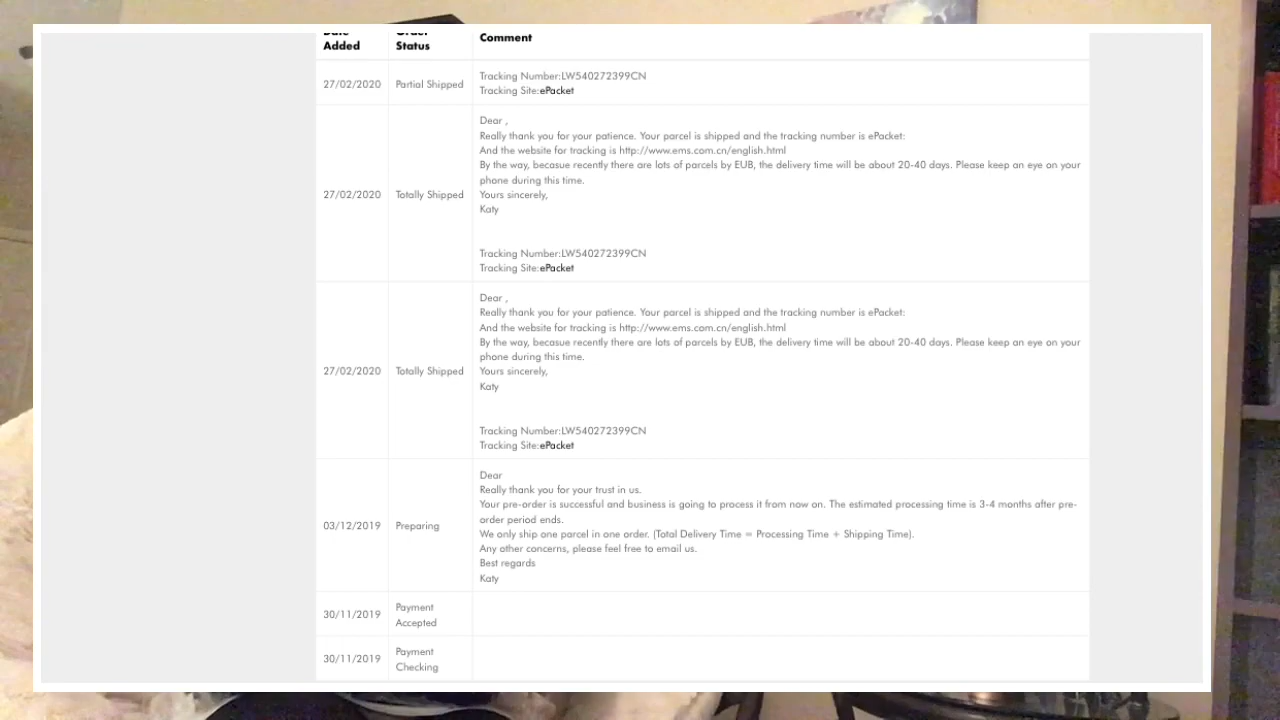 Date Added
Order Status
Comment
27/02/2020
Partial Shipped
Tracking Number:LW540272399CN
Tracking Site:ePacket
27/02/2020
Totally Shipped
Dear ,
Really thank you for your patience. Your parcel is shipped and the tracking number is ePacket:
And the website for tracking is http://www.ems.com.cn/english.html
By the way, becasue recently there are lots of parcels by EUB, the delivery time will be about 20-40 days. Please keep an eye on your
phone during this time.
Yours sincerely,
Katy
Tracking Number:LW540272399CN
Tracking Site:ePacket
27/02/2020
Totally Shipped
Dear ,
Really thank you for your patience. Your parcel is shipped and the tracking number is ePacket:
And the website for tracking is http://www.ems.com.cn/english.html
By the way, becasue recently there are lots of parcels by EUB, the delivery time will be about 20-40 days. Please keep an eye on your
phone during this time.
Yours sincerely,
Katy
Tracking Number:LW540272399CN
Tracking Site:ePacket
03/12/2019
Preparing
Dear
Really thank you for your trust in us.
Your pre-order is successful and business is going to process it from now on. The estimated processing time is 3-4 months after pre-
order period ends.
We only ship one parcel in one order. (Total Delivery Time = Processing Time + Shipping Time).
Any other concerns, please feel free to email us.
Best regards
Katy
30/11/2019
Payment
Accepted
30/11/2019
Payment
Checking